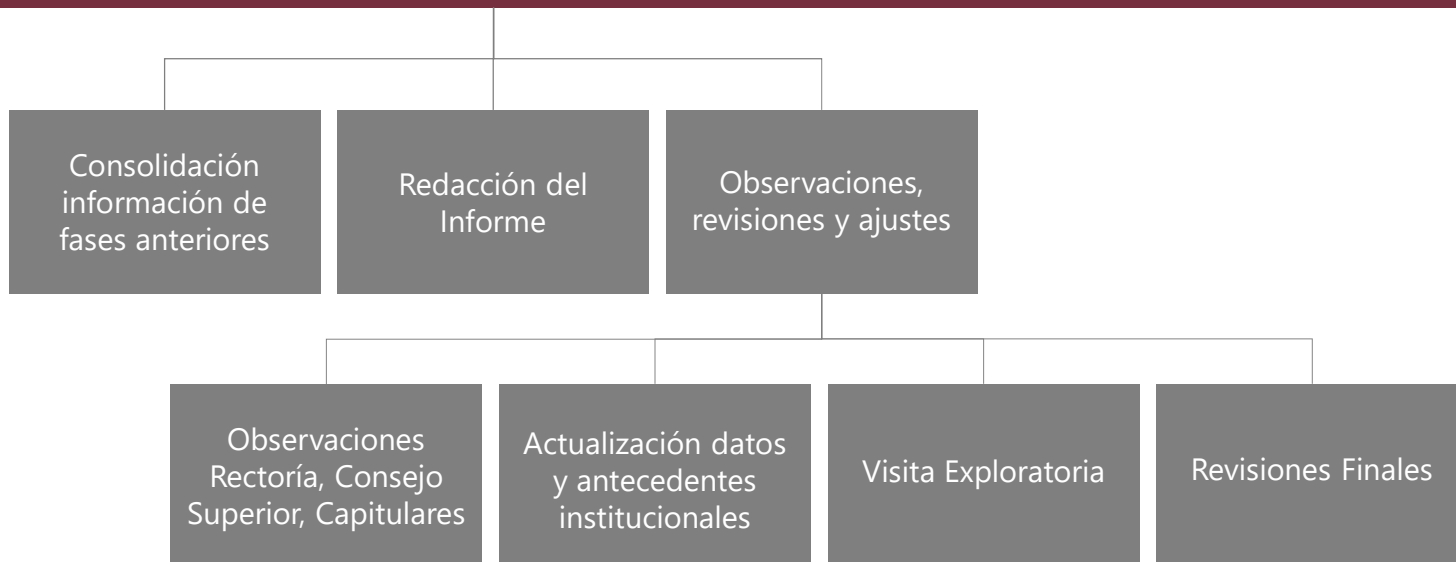 Consolidación
información de
fases anteriores
Redacción del
Informe
Observaciones,
revisiones y ajustes
Observaciones
Rectoría, Consejo
Superior, Capitulares
Actualización datos
y antecedentes
institucionales
Visita Exploratoria
Revisiones Finales